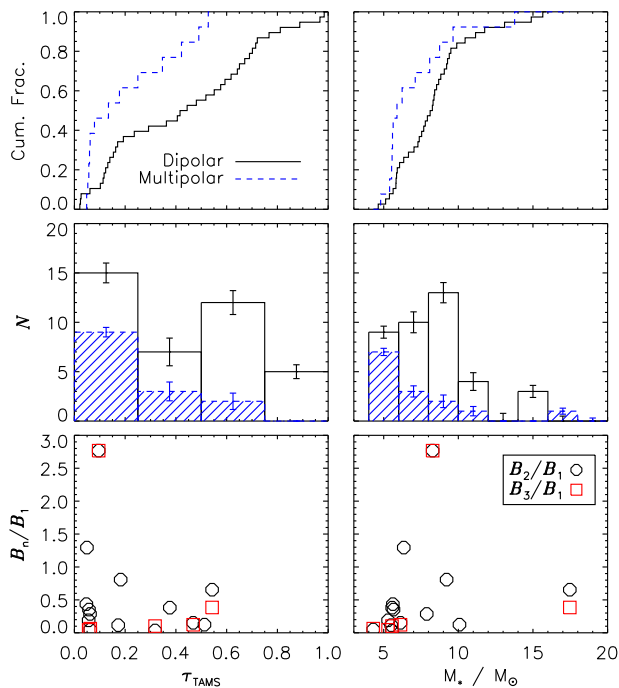 Cum. Frac.
1.0
0.8
0.6
0.4
0.2
0.0
Dipolar
Multipolar
N
20
15
10
5
0
B_n/B_1
3.0
2.5
2.0
1.5
1.0
0.5
0.0
B_2/B_1
B_3/B_1
0.0 0.2 0.4 0.6 0.8 1.0
τ_TAMS
5 10 15 20
M_* / M_⊙